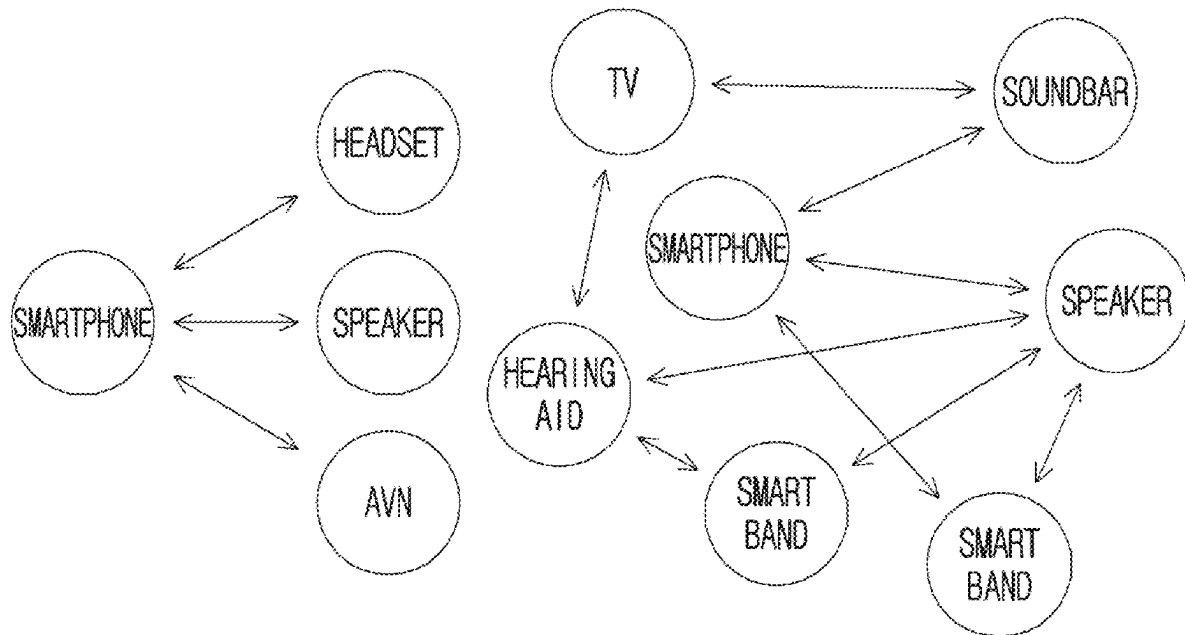 SMARTPHONE
HEADSET
SPEAKER
AVN
TV
SOUNDBAR
SMARTPHONE
SPEAKER
HEARING
AID
SMART
BAND
SMART
BAND